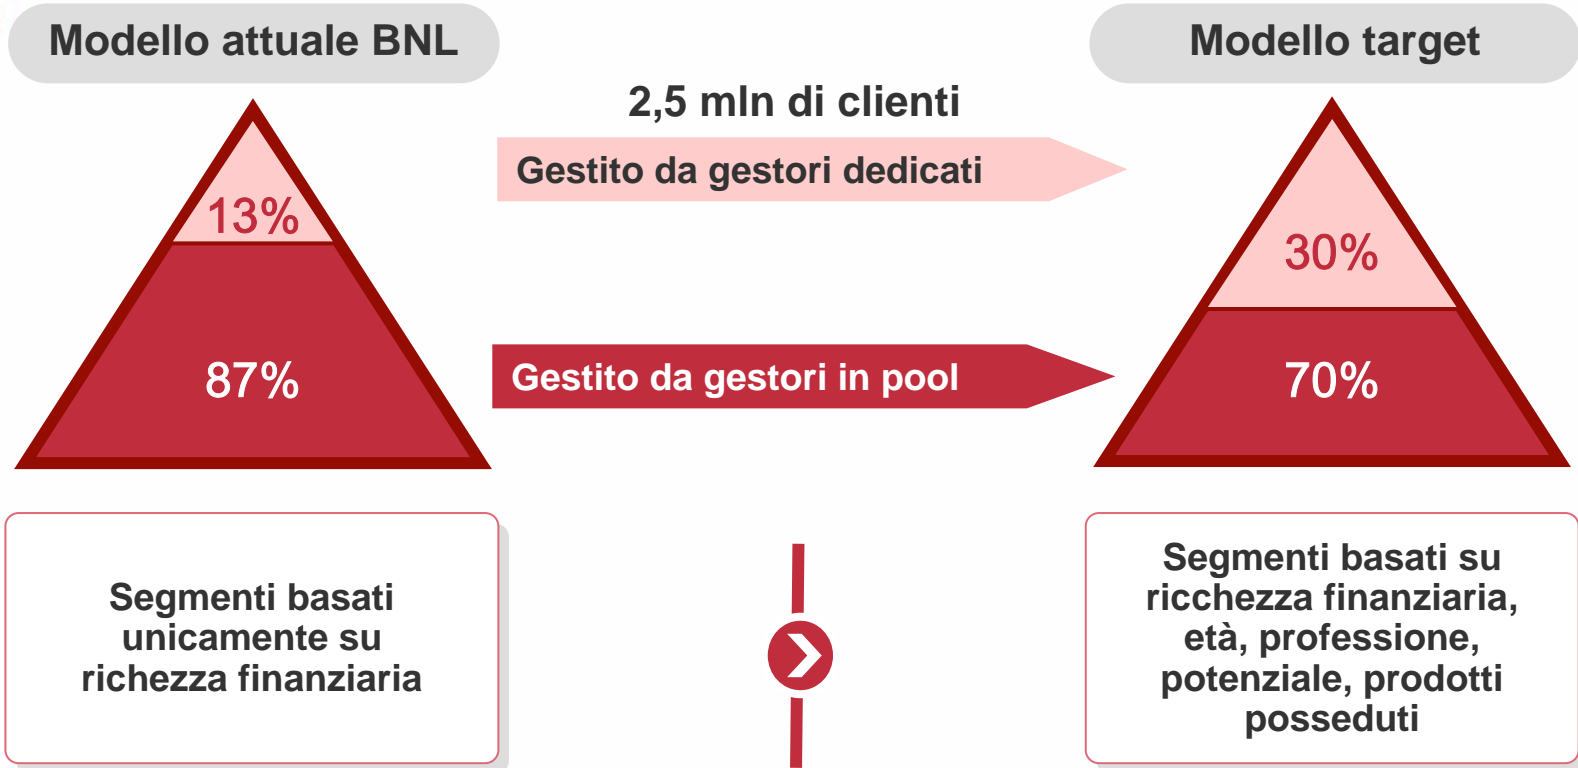 Modello attuale BNL
Modello target
2,5 mln di clienti
Gestito da gestori dedicati
13%
30%
87%
Gestito da gestori in pool
70%
Segmenti basati
unicamente su
richezza finanziaria
Segmenti basati su
ricchezza finanziaria,
età, professione,
potenziale, prodotti
posseduti